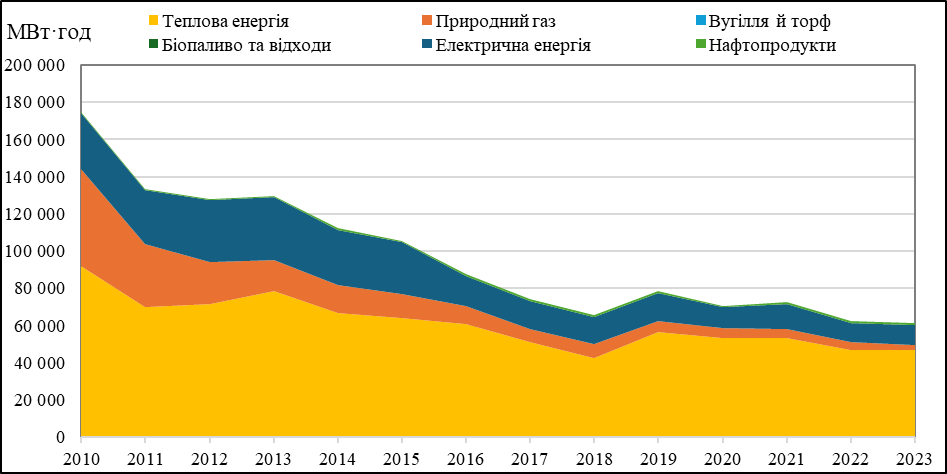 Теплова енергія Природний газ Вугілля й торф
МВт·год
Біопаливо та відходи Електрична енергія Нафтопродукти
200 000
180 000
160 000
140 000
120 000
100 000
80 000
60 000
40 000
20 000
0
2010 2011 2012 2013 2014 2015 2016 2017 2018 2019 2020 2021 2022 2023